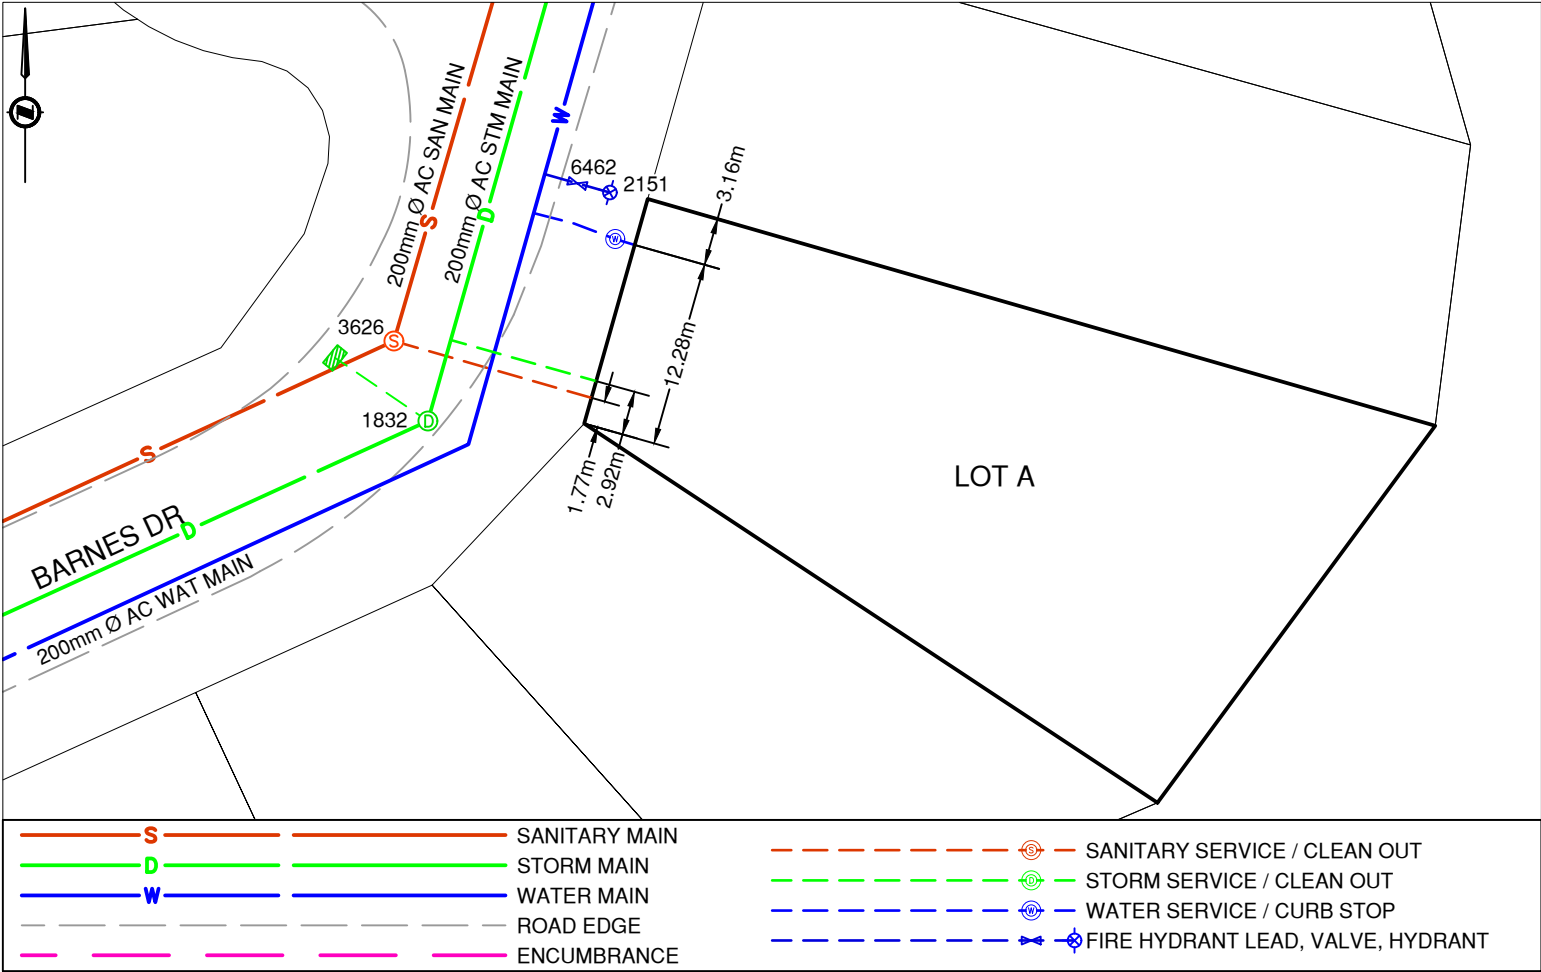 200mm Ø AC SAN MAIN
S
200mm Ø AC STM MAIN
D
W
6462
2151
3.16m
W
12.28m
3626
S
1832
D
1.77m
2.92m
LOT A
S
BARNES DR
D
200mm Ø AC WAT MAIN
N
S SANITARY MAIN
D STORM MAIN
W WATER MAIN
ROAD EDGE
ENCUMBRANCE
S SANITARY SERVICE / CLEAN OUT
D STORM SERVICE / CLEAN OUT
W WATER SERVICE / CURB STOP
FIRE HYDRANT LEAD, VALVE, HYDRANT